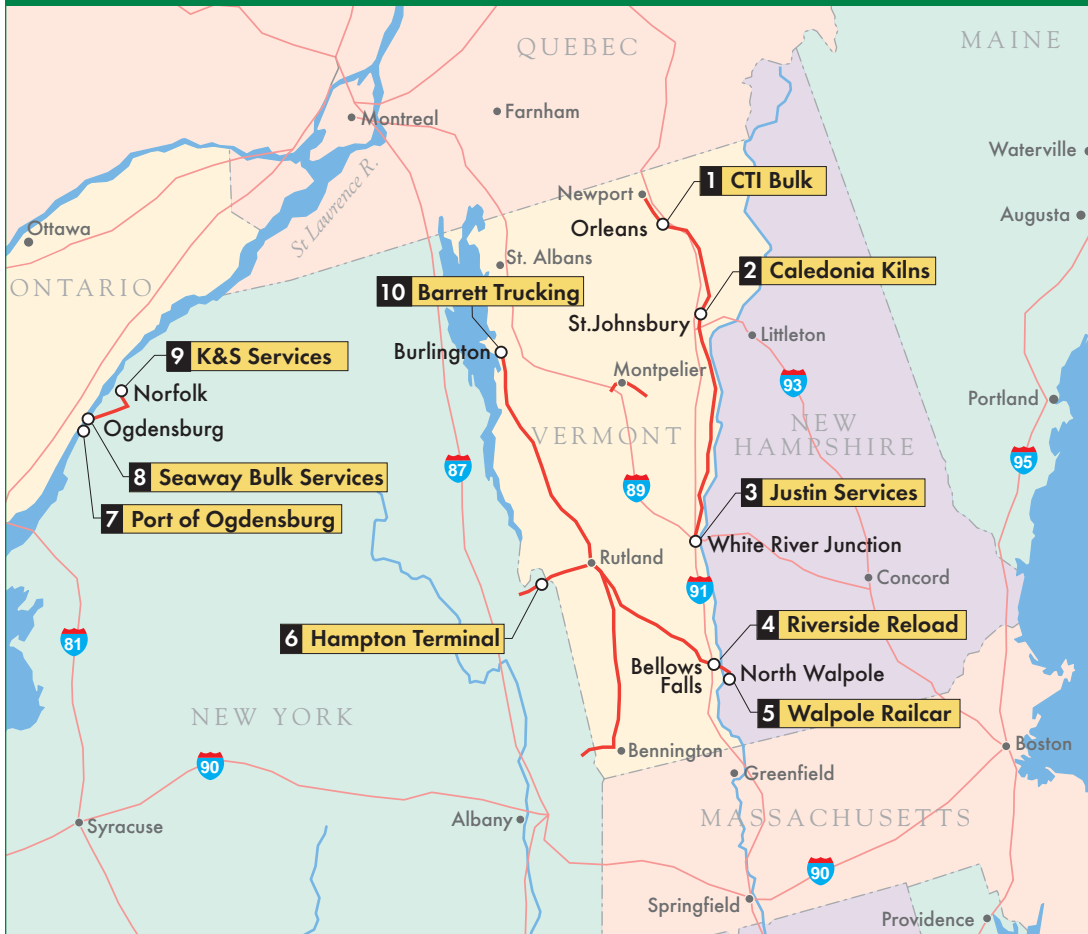 QUEBEC
MAINE
Montreal
Farnham
Waterville
St Lawrence R.
Newport
1 CTI Bulk
Augusta
Orleans
Ottawa
St. Albans
2 Caledonia Kilns
ONTARIO
10 Barrett Trucking
St.Johnsbury
Littleton
Burlington
9 K&S Services
Montpelier
93
Norfolk
Portland
Ogdensburg
VERMONT
NEW
HAMPSHIRE
95
87
8 Seaway Bulk Services
89
3 Justin Services
7 Port of Ogdensburg
White River Junction
Rutland
Concord
91
81
6 Hampton Terminal
4 Riverside Reload
Bellows
Falls
North Walpole
5 Walpole Railcar
NEW YORK
Bennington
Boston
90
Greenfield
Syracuse
Albany
MASSACHUSETTS
90
Springfield
Providence